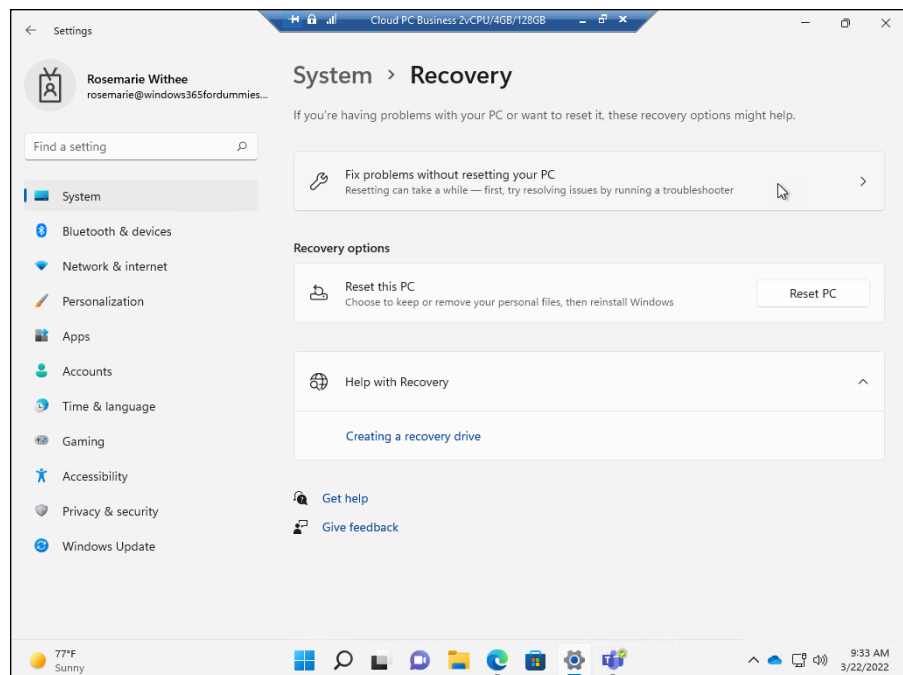 Settings
Cloud PC Business 2vCPU/4GB/128GB
Rosemarie Withee
rosemarie@windows365fordummies...
Find a setting
System
Bluetooth & devices
Network & internet
Personalization
Apps
Accounts
Time & language
Gaming
Accessibility
Privacy & security
Windows Update
System > Recovery
If you're having problems with your PC or want to reset it, these recovery options might help.
Fix problems without resetting your PC
Resetting can take a while — first, try resolving issues by running a troubleshooter
Recovery options
Reset this PC
Choose to keep or remove your personal files, then reinstall Windows
Reset PC
Help with Recovery
Creating a recovery drive
Get help
Give feedback
77°F
Sunny
9:33 AM
3/22/2022